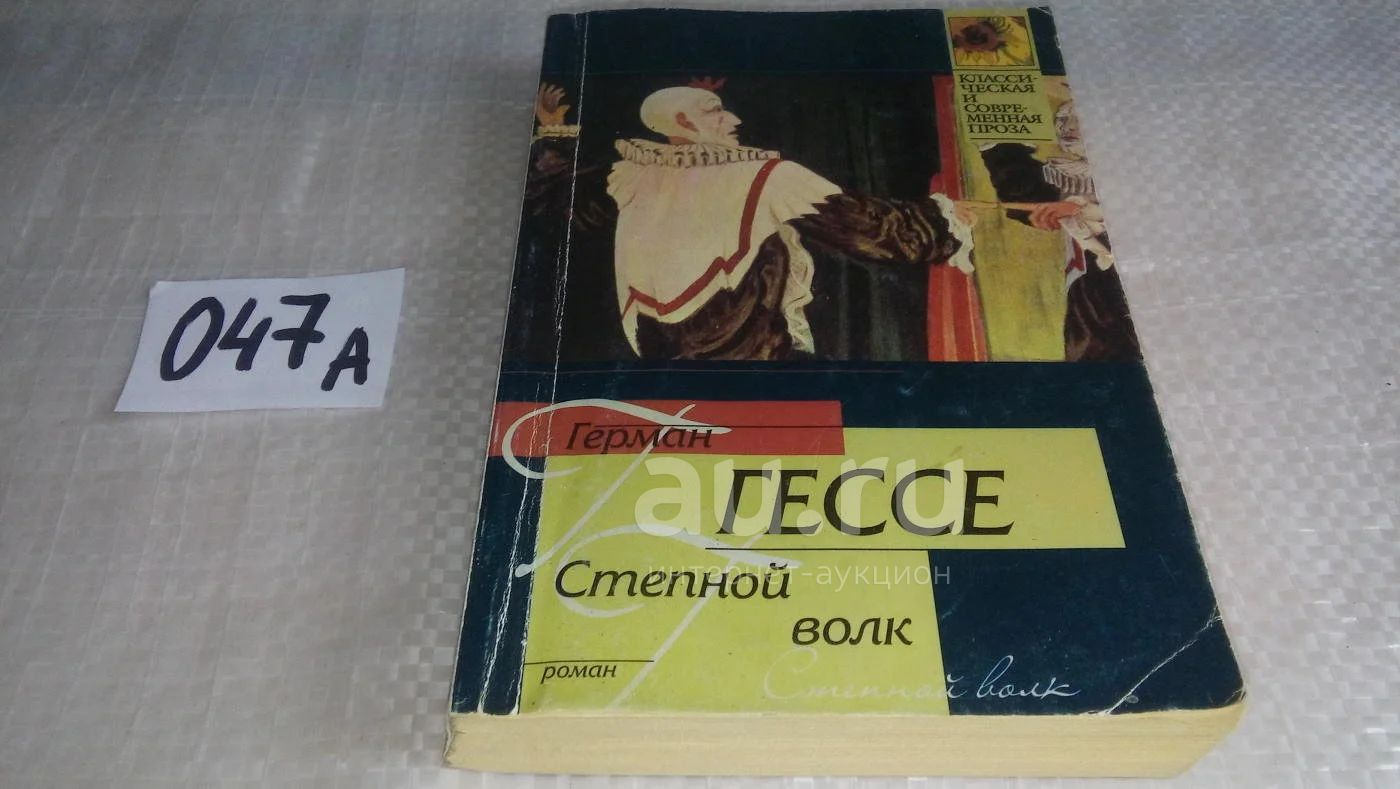 КЛАССИ-
ЧЕСКАЯ
И
СОВРЕ-
МЕННАЯ
ПРОЗА
047А
Герман
ГЕССЕ
au.ru
интернет-аукцион
Степной
волк
роман
Степной волк